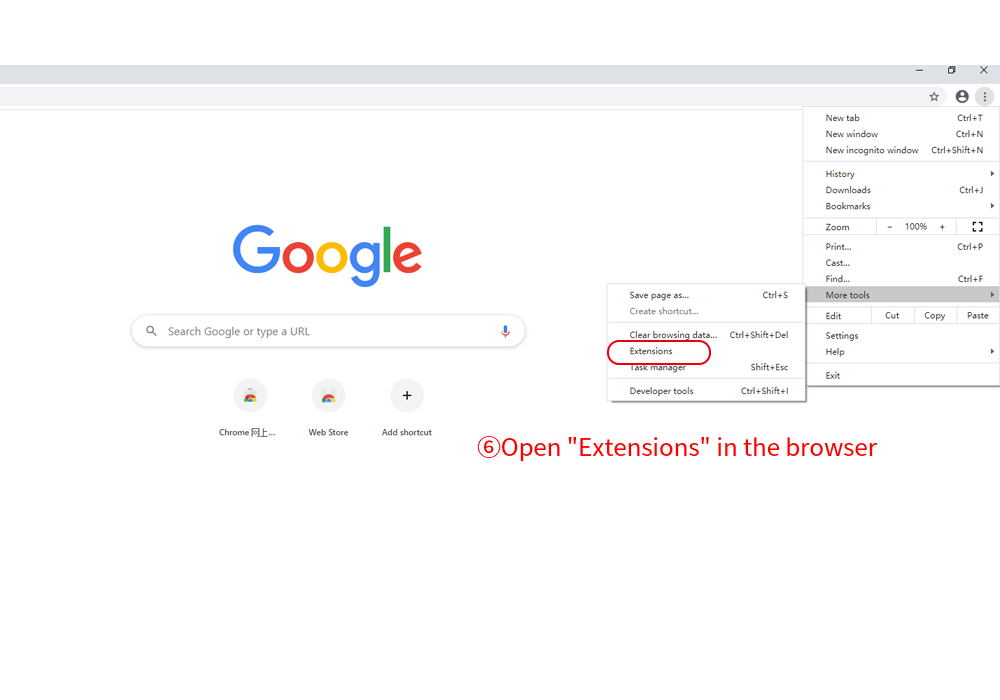 New tab Ctrl+T
New window Ctrl+N
New incognito window Ctrl+Shift+N
History
Downloads Ctrl+J
Bookmarks
Zoom - 100% +
Print... Ctrl+P
Cast...
Find... Ctrl+F
More tools
Edit Cut Copy Paste
Settings
Help
Exit
Google
Search Google or type a URL
Save page as... Ctrl+S
Create shortcut...
Clear browsing data... Ctrl+Shift+Del
Extensions
Task manager Shift+Esc
Developer tools Ctrl+Shift+I
Chrome 网上... Web Store Add shortcut
⑥Open "Extensions" in the browser